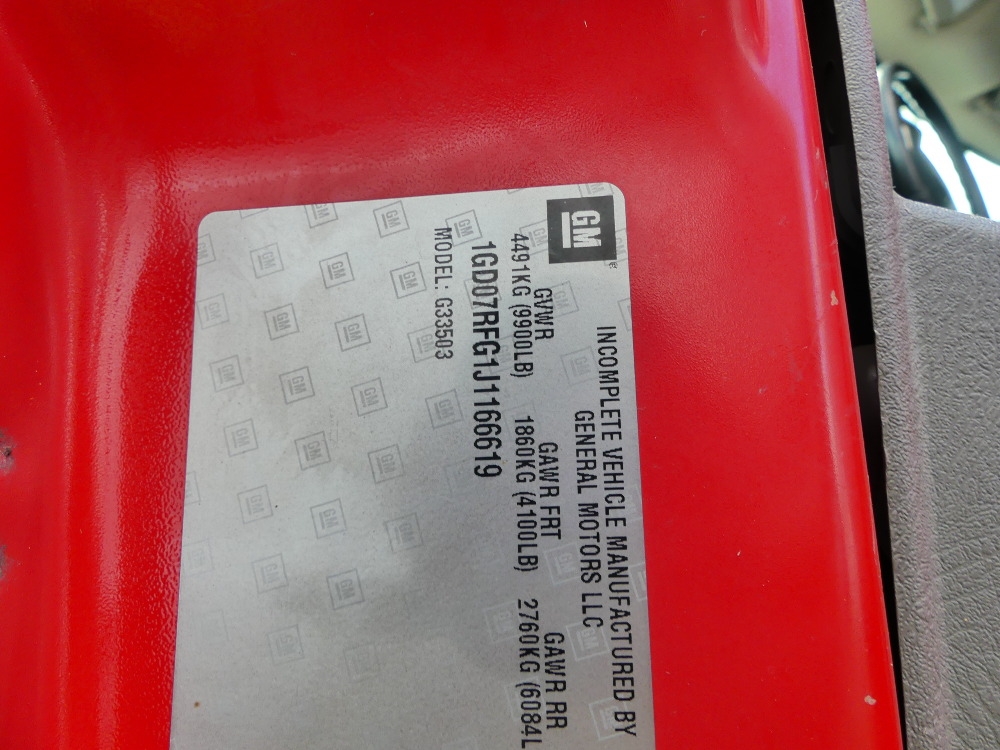 GM
INCOMPLETE VEHICLE MANUFACTURED BY
GENERAL MOTORS LLC
GVWR GAWR FRT GAWR RR
4491KG (9900LB) 1860KG (4100LB) 2760KG (6084L
1GD07RFG1J1166619
MODEL: G33503